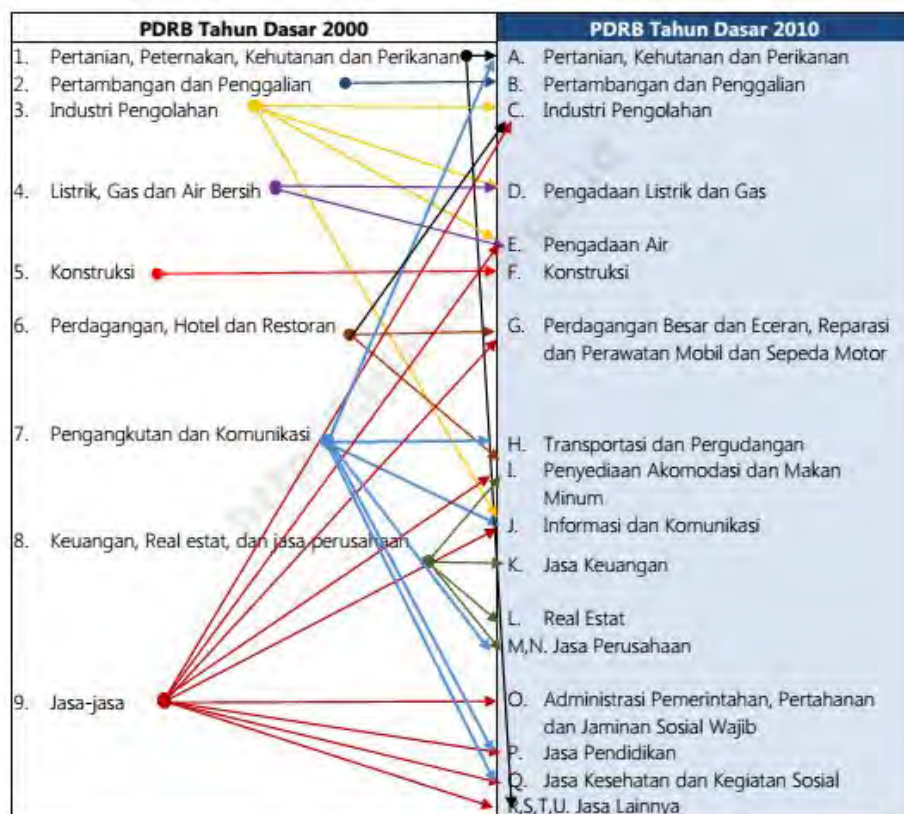 PDRB Tahun Dasar 2000
PDRB Tahun Dasar 2010
1. Pertanian, Peternakan, Kehutanan dan Perikanan
A. Pertanian, Kehutanan dan Perikanan
2. Pertambangan dan Penggalian
B. Pertambangan dan Penggalian
3. Industri Pengolahan
C. Industri Pengolahan
4. Listrik, Gas dan Air Bersih
D. Pengadaan Listrik dan Gas
E. Pengadaan Air
5. Konstruksi
F. Konstruksi
6. Perdagangan, Hotel dan Restoran
G. Perdagangan Besar dan Eceran, Reparasi
dan Perawatan Mobil dan Sepeda Motor
7. Pengangkutan dan Komunikasi
H. Transportasi dan Pergudangan
I. Penyediaan Akomodasi dan Makan
Minum
J. Informasi dan Komunikasi
8. Keuangan, Real estat, dan jasa perusahaan
K. Jasa Keuangan
L. Real Estat
M,N. Jasa Perusahaan
9. Jasa-jasa
O. Administrasi Pemerintahan, Pertahanan
dan Jaminan Sosial Wajib
P. Jasa Pendidikan
Q. Jasa Kesehatan dan Kegiatan Sosial
R,S,T,U. Jasa Lainnya